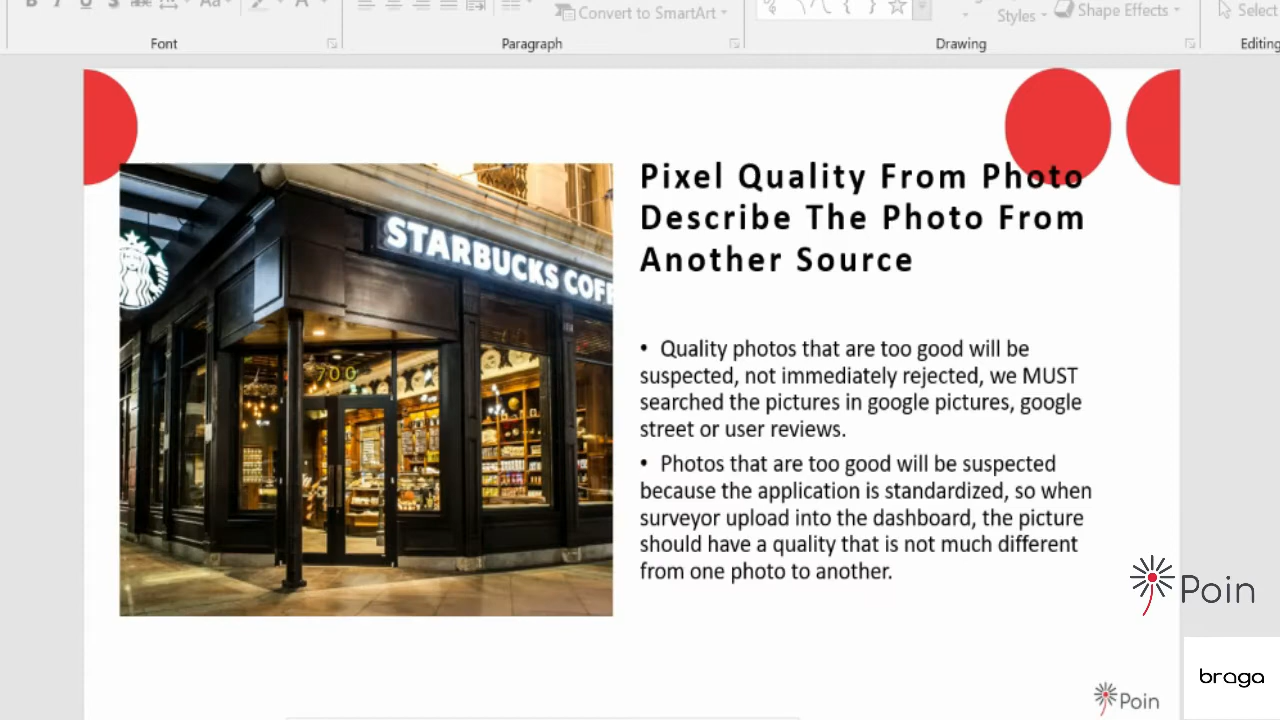 B I U S abc Aa A
Convert to SmartArt
Styles
Shape Effects
Select
Font
Paragraph
Drawing
Editing
STARBUCKS COFF
700
Pixel Quality From Photo
Describe The Photo From
Another Source
• Quality photos that are too good will be
suspected, not immediately rejected, we MUST
searched the pictures in google pictures, google
street or user reviews.
• Photos that are too good will be suspected
because the application is standardized, so when
surveyor upload into the dashboard, the picture
should have a quality that is not much different
from one photo to another.
Poin
braga
Poin